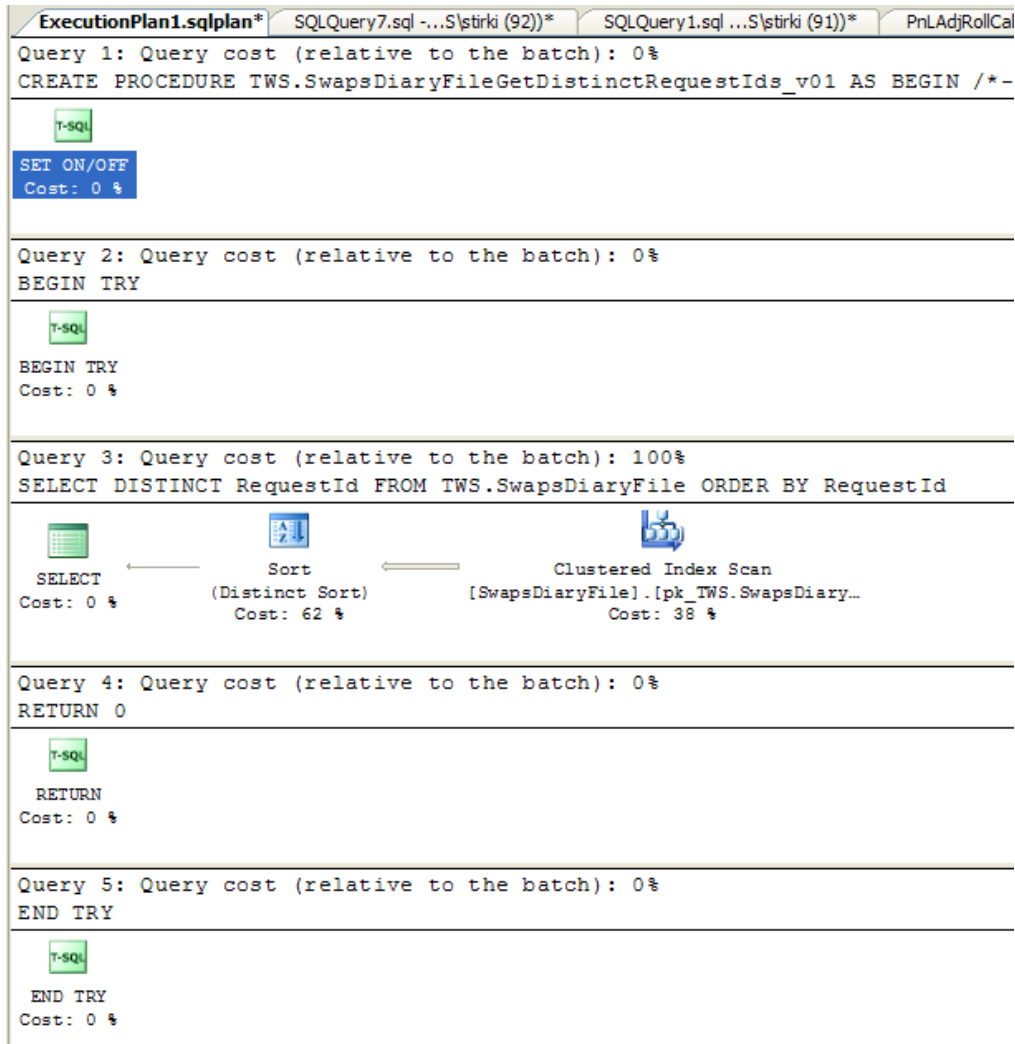 ExecutionPlan1.sqlplan* SQLQuery7.sql -...S\stirki (92))* SQLQuery1.sql ...S\stirki (91))* PnLAdjRollCal
Query 1: Query cost (relative to the batch): 0%
CREATE PROCEDURE TWS.SwapsDiaryFileGetDistinctRequestIds_v01 AS BEGIN /*-
T-SQL
SET ON/OFF
Cost: 0 %
Query 2: Query cost (relative to the batch): 0%
BEGIN TRY
T-SQL
BEGIN TRY
Cost: 0 %
Query 3: Query cost (relative to the batch): 100%
SELECT DISTINCT RequestId FROM TWS.SwapsDiaryFile ORDER BY RequestId
SELECT
Cost: 0 %
Sort
(Distinct Sort)
Cost: 62 %
Clustered Index Scan
[SwapsDiaryFile].[pk_TWS.SwapsDiary…
Cost: 38 %
Query 4: Query cost (relative to the batch): 0%
RETURN 0
T-SQL
RETURN
Cost: 0 %
Query 5: Query cost (relative to the batch): 0%
END TRY
T-SQL
END TRY
Cost: 0 %